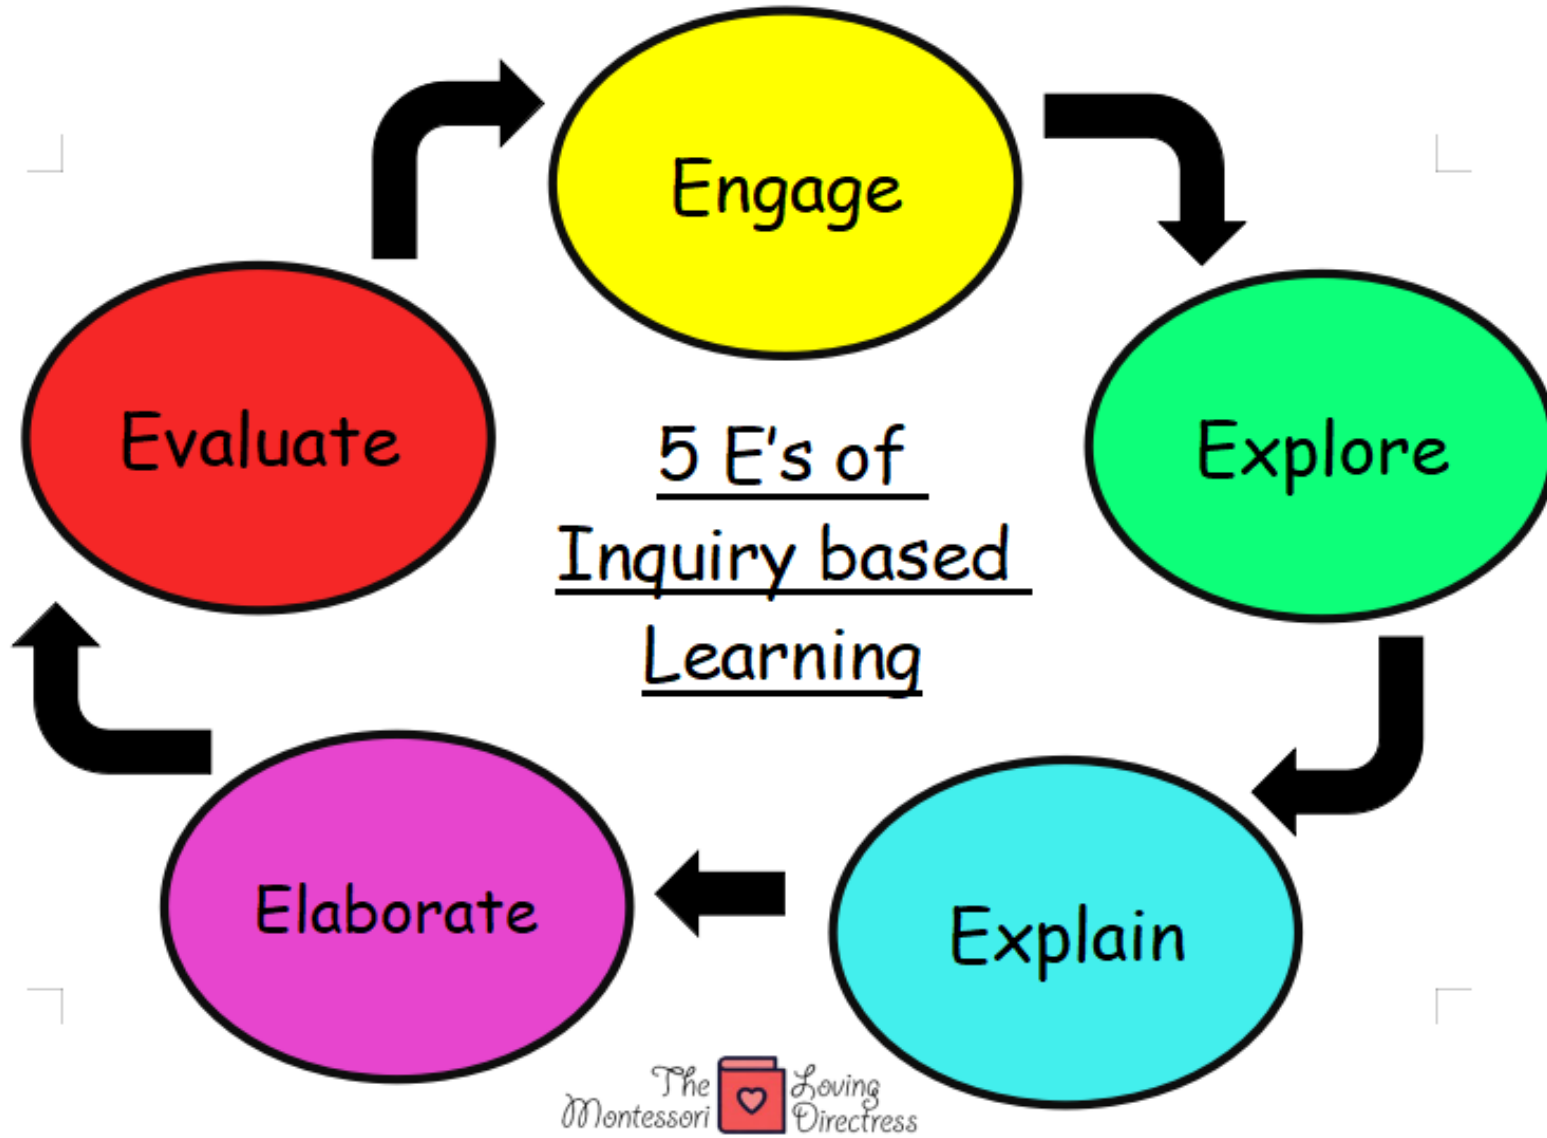 Engage
Explore
Explain
Elaborate
Evaluate
5 E's of
Inquiry based
Learning
The Loving
Montessori Directress